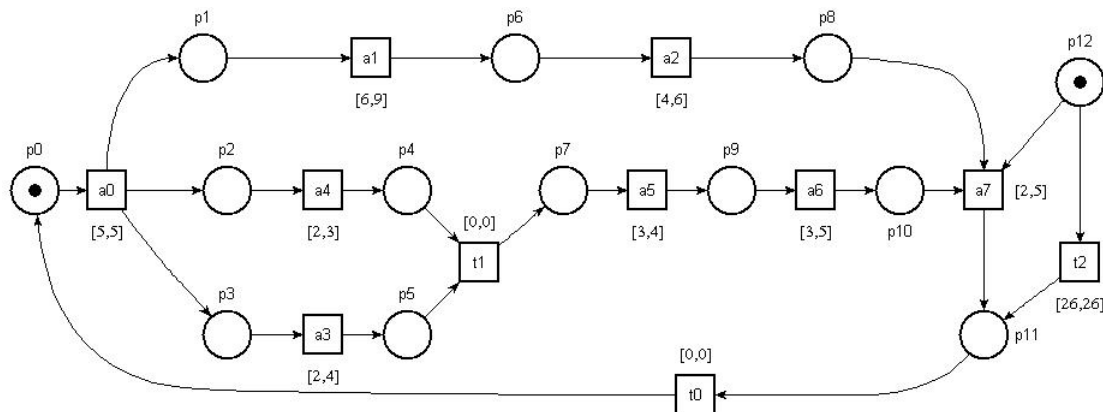 p1
p6
p8
p12
a1
a2
[6,9]
[4,6]
p0
p2
p4
p7
p9
a0
a4
a5
a6
a7
[2,5]
[5,5]
[2,3]
[0,0]
[3,4]
[3,5]
p10
t1
t2
p3
p5
[26,26]
a3
p11
[2,4]
[0,0]
t0